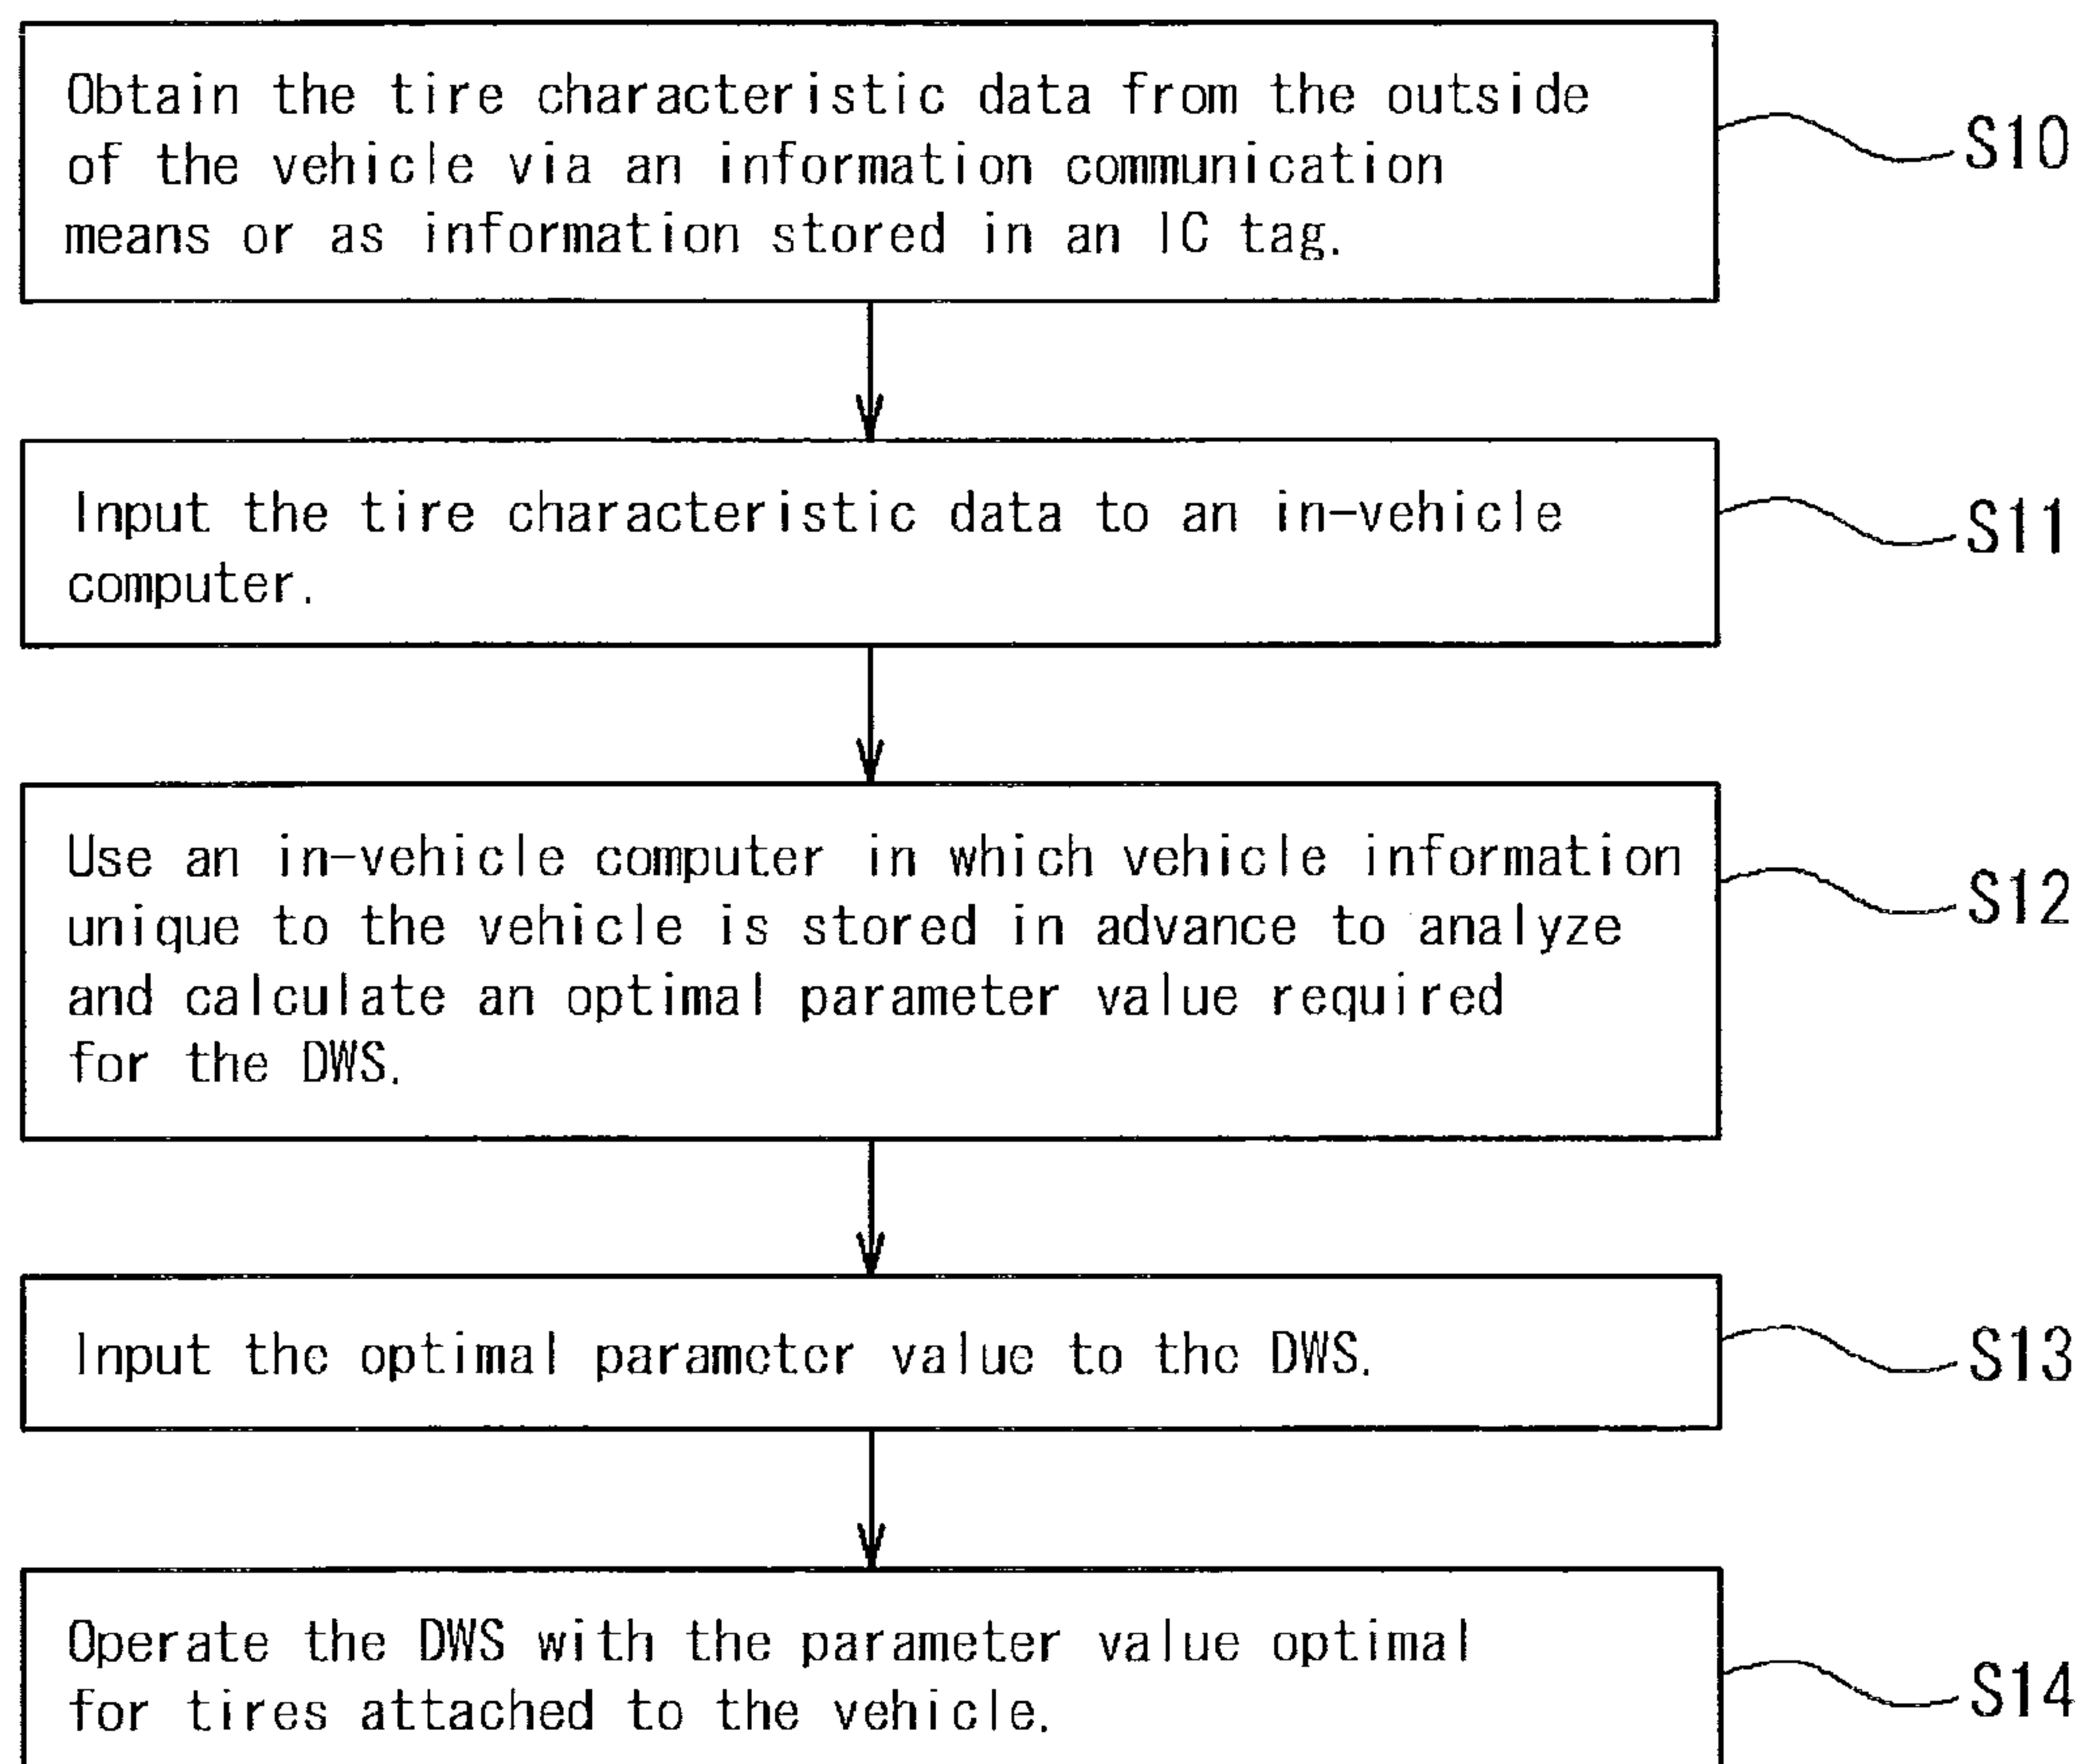 Obtain the tire characteristic data from the outside
of the vehicle via an information communication
means or as information stored in an IC tag.
S10
Input the tire characteristic data to an in-vehicle
computer.
S11
Use an in-vehicle computer in which vehicle information
unique to the vehicle is stored in advance to analyze
and calculate an optimal parameter value required
for the DWS.
S12
Input the optimal parameter value to the DWS.
S13
Operate the DWS with the parameter value optimal
for tires attached to the vehicle.
S14